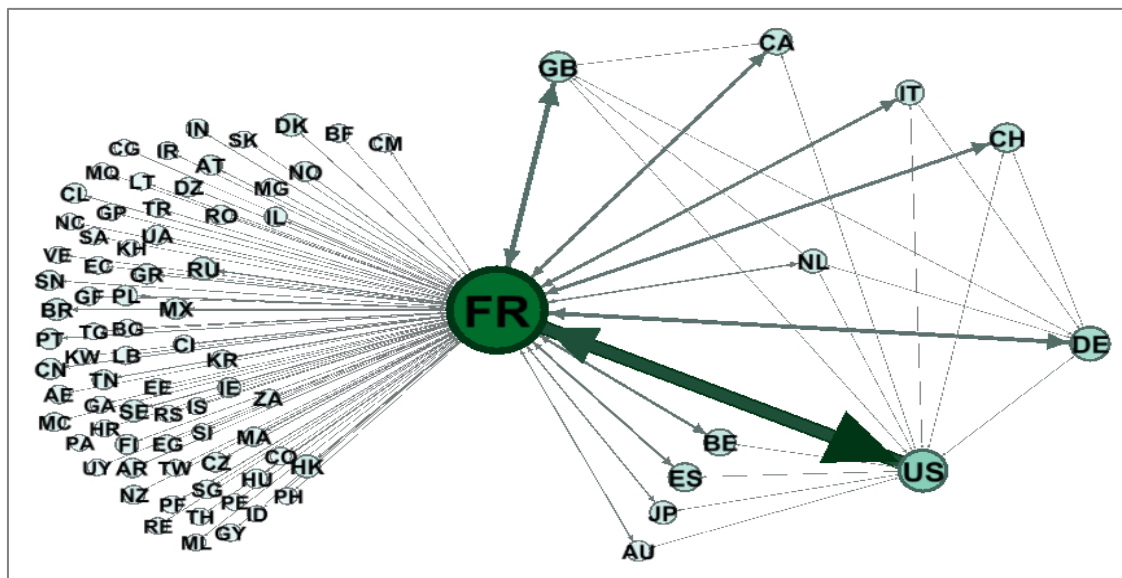 CA
GB
IT
CH
NL
DE
US
BE
ES
JP
AU
FR
IN
SK
DK
BF
CM
CG
IR
AT
NO
MQ
LT
DZ
MG
CL
GP
TR
RO
IL
NC
SA
KH
UA
VE
EC
GR
RU
SN
GF
PL
BR
MX
PT
TG
BG
CI
KW
LB
KR
CN
TN
EE
IE
AE
GA
SE
RS
IS
ZA
MC
HR
SI
PA
FI
EG
MA
UY
AR
TW
CZ
CO
HK
NZ
SG
HU
PF
PE
PH
RE
TH
ID
ML
GY